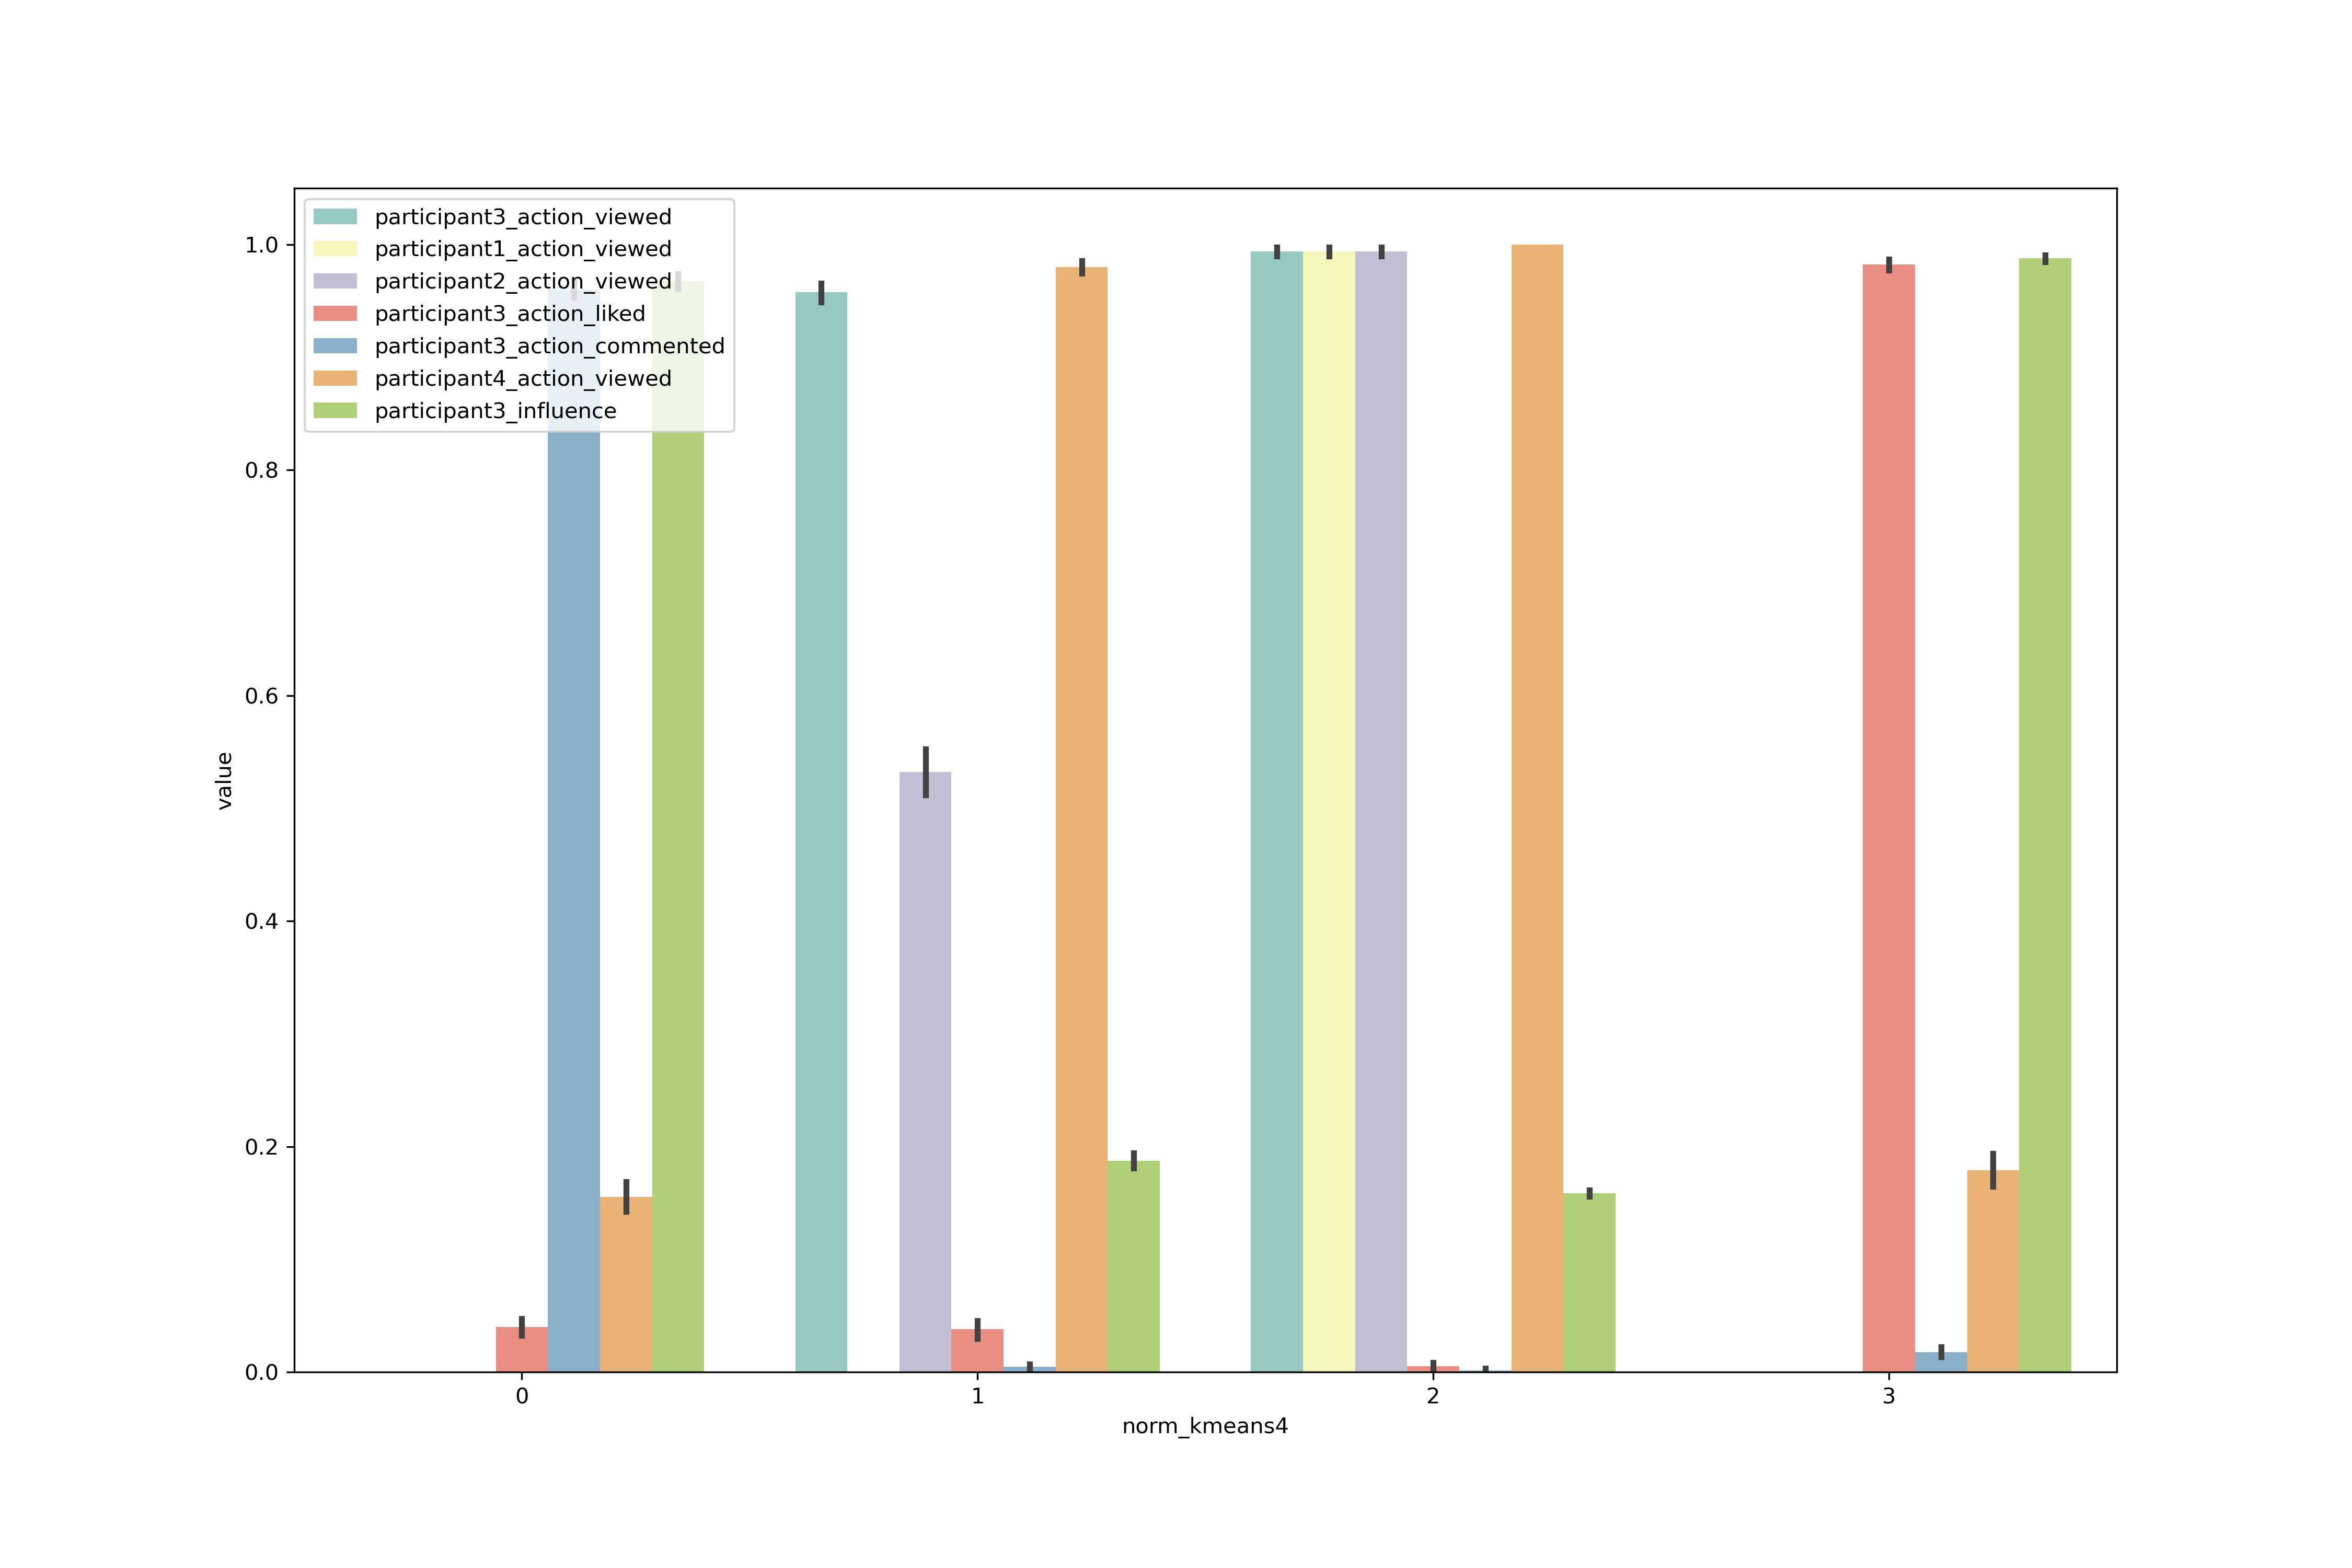 participant3_action_viewed
participant1_action_viewed
participant2_action_viewed
participant3_action_liked
participant3_action_commented
participant4_action_viewed
participant3_influence
1.0
0.8
0.6
0.4
0.2
0.0
value
0 1 2 3
norm_kmeans4